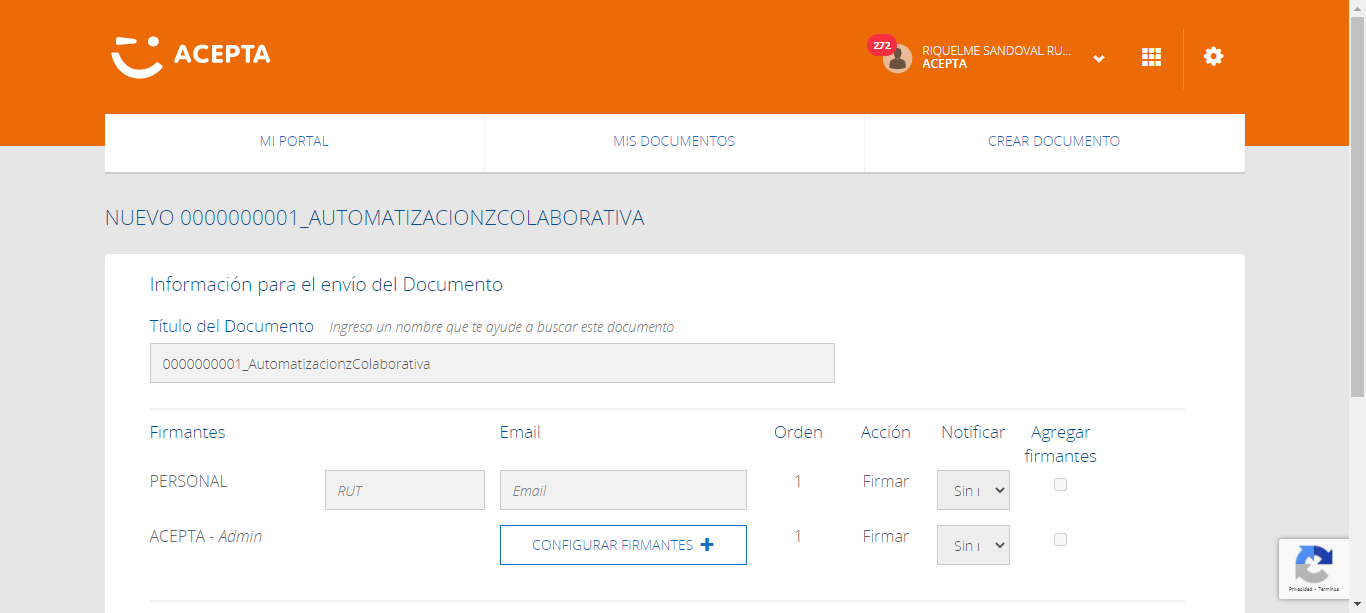 ACEPTA
272
RIQUELME SANDOVAL RU...
ACEPTA
MI PORTAL
MIS DOCUMENTOS
CREAR DOCUMENTO
NUEVO 0000000001_AUTOMATIZACIONZCOLABORATIVA
Información para el envío del Documento
Título del Documento Ingresa un nombre que te ayude a buscar este documento
0000000001_AutomatizacionzColaborativa
Firmantes Email Orden Acción Notificar Agregar firmantes
PERSONAL RUT Email 1 Firmar Sin
ACEPTA - Admin CONFIGURAR FIRMANTES 1 Firmar Sin
Privacidad - Términos